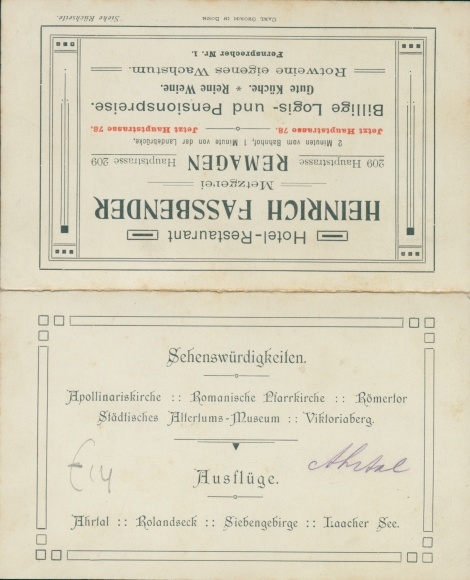 Hotel-Restaurant
HEINRICH FASSBENDER
Metzgerei
209 Hauptstrasse REMAGEN Hauptstrasse 209
2 Minuten vom Bahnhof, 1 Minute von der Landebrücke.
Jetzt Hauptstrasse 78. Jetzt Hauptstrasse 78.
Billige Logis- und Pensionspreise.
Gute Küche. * Reine Weine.
Rotweine eigenes Wachstum.
Fernsprecher Nr. 1.
Siehe Rückseite.
Sehenswürdigkeiten.
Apollinariskirche :: Romanische Pfarrkirche :: Römertor
Städtisches Altertums-Museum :: Viktoriaberg.
Ahrtal
£14
Ausflüge.
Ahrtal :: Rolandseck :: Siebengebirge :: Laacher See.